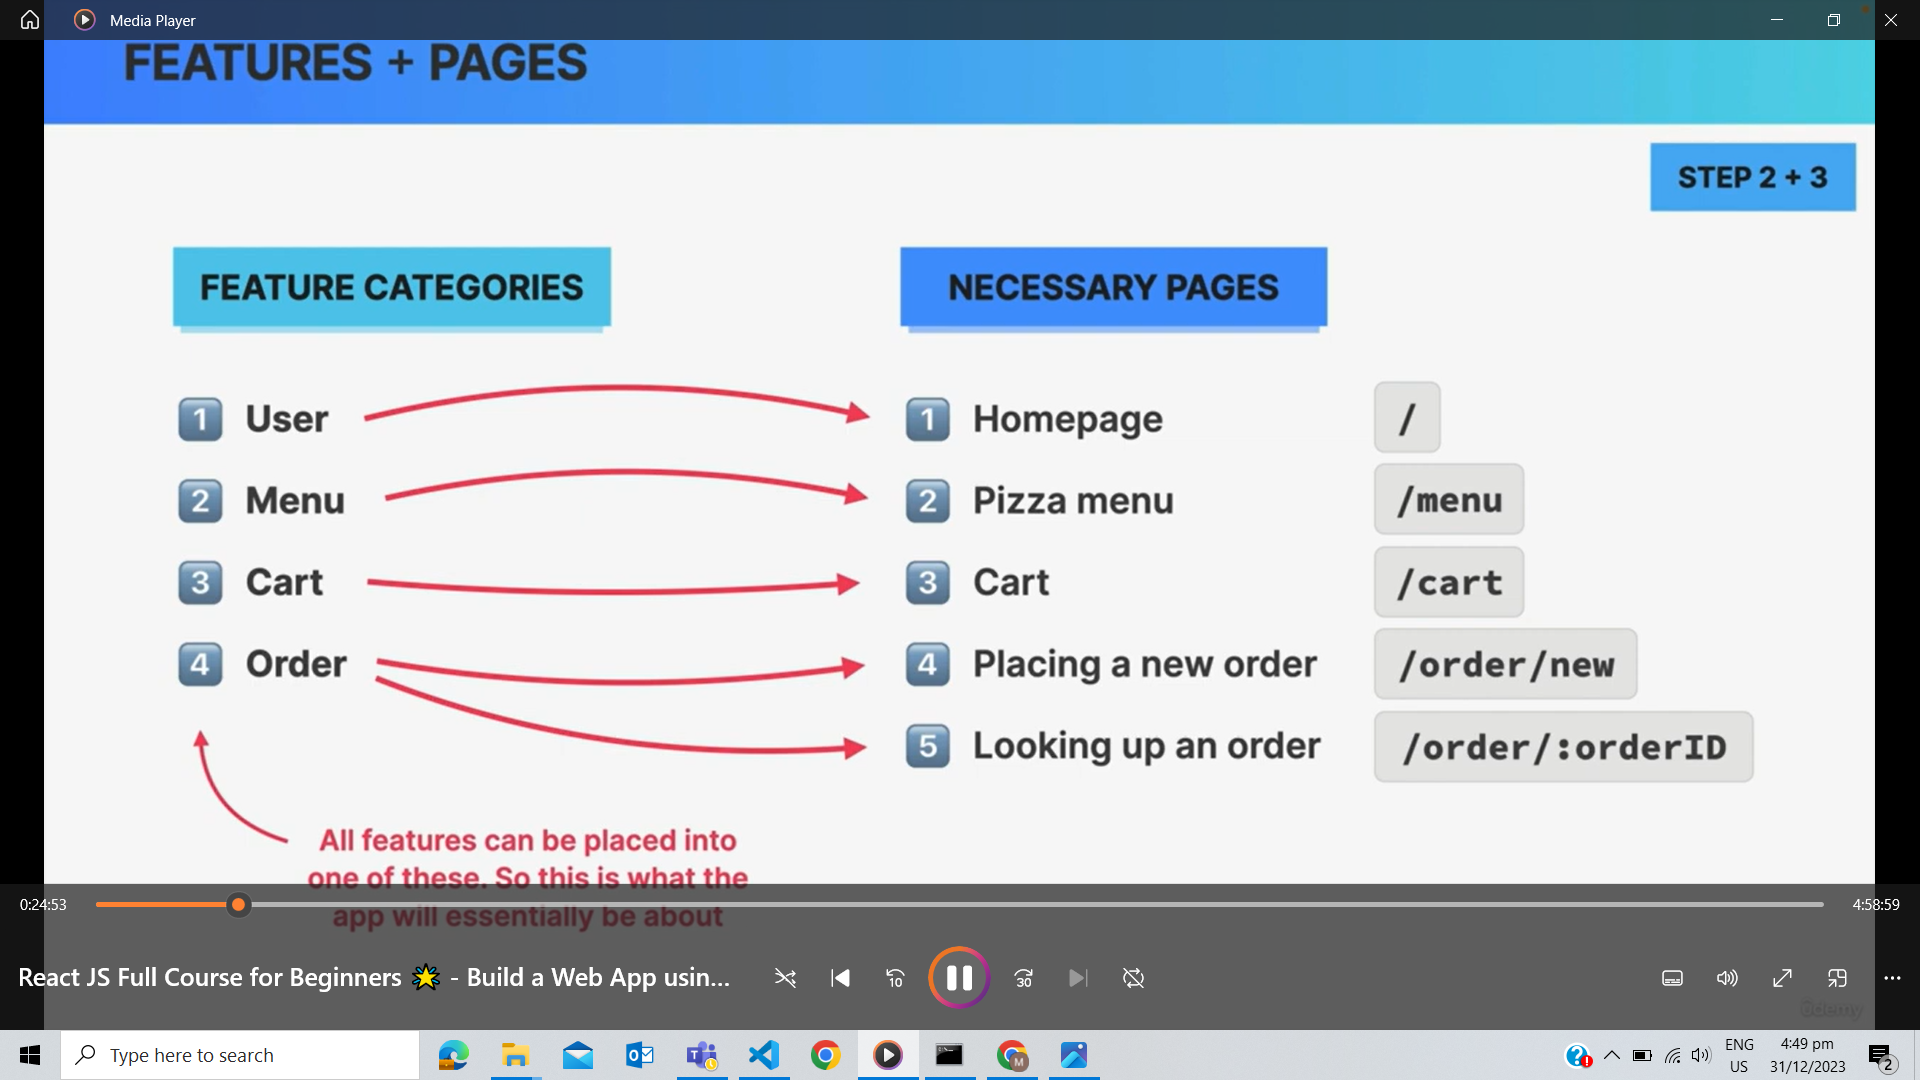 Media Player
FEATURES + PAGES
STEP 2 + 3
FEATURE CATEGORIES
NECESSARY PAGES
1 User
1 Homepage /
2 Menu
2 Pizza menu /menu
3 Cart
3 Cart /cart
4 Order
4 Placing a new order /order/new
5 Looking up an order /order/:orderID
All features can be placed into
one of these. So this is what the
app will essentially be about
0:24:53
4:58:59
React JS Full Course for Beginners 🌟 - Build a Web App usin...
10
30
ûdemy
Type here to search
ENG
US
4:49 pm
31/12/2023
2